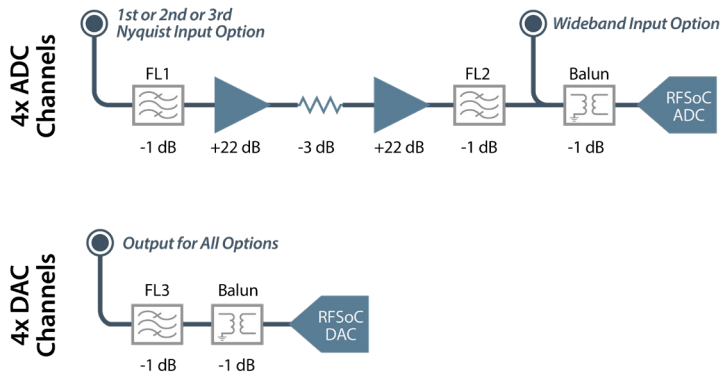 4x ADC
Channels
1st or 2nd or 3rd
Nyquist Input Option
Wideband Input Option
FL1
FL2
Balun
RFSoC
ADC
-1 dB
+22 dB
-3 dB
+22 dB
-1 dB
-1 dB
4x DAC
Channels
Output for All Options
FL3
Balun
RFSoC
DAC
-1 dB
-1 dB